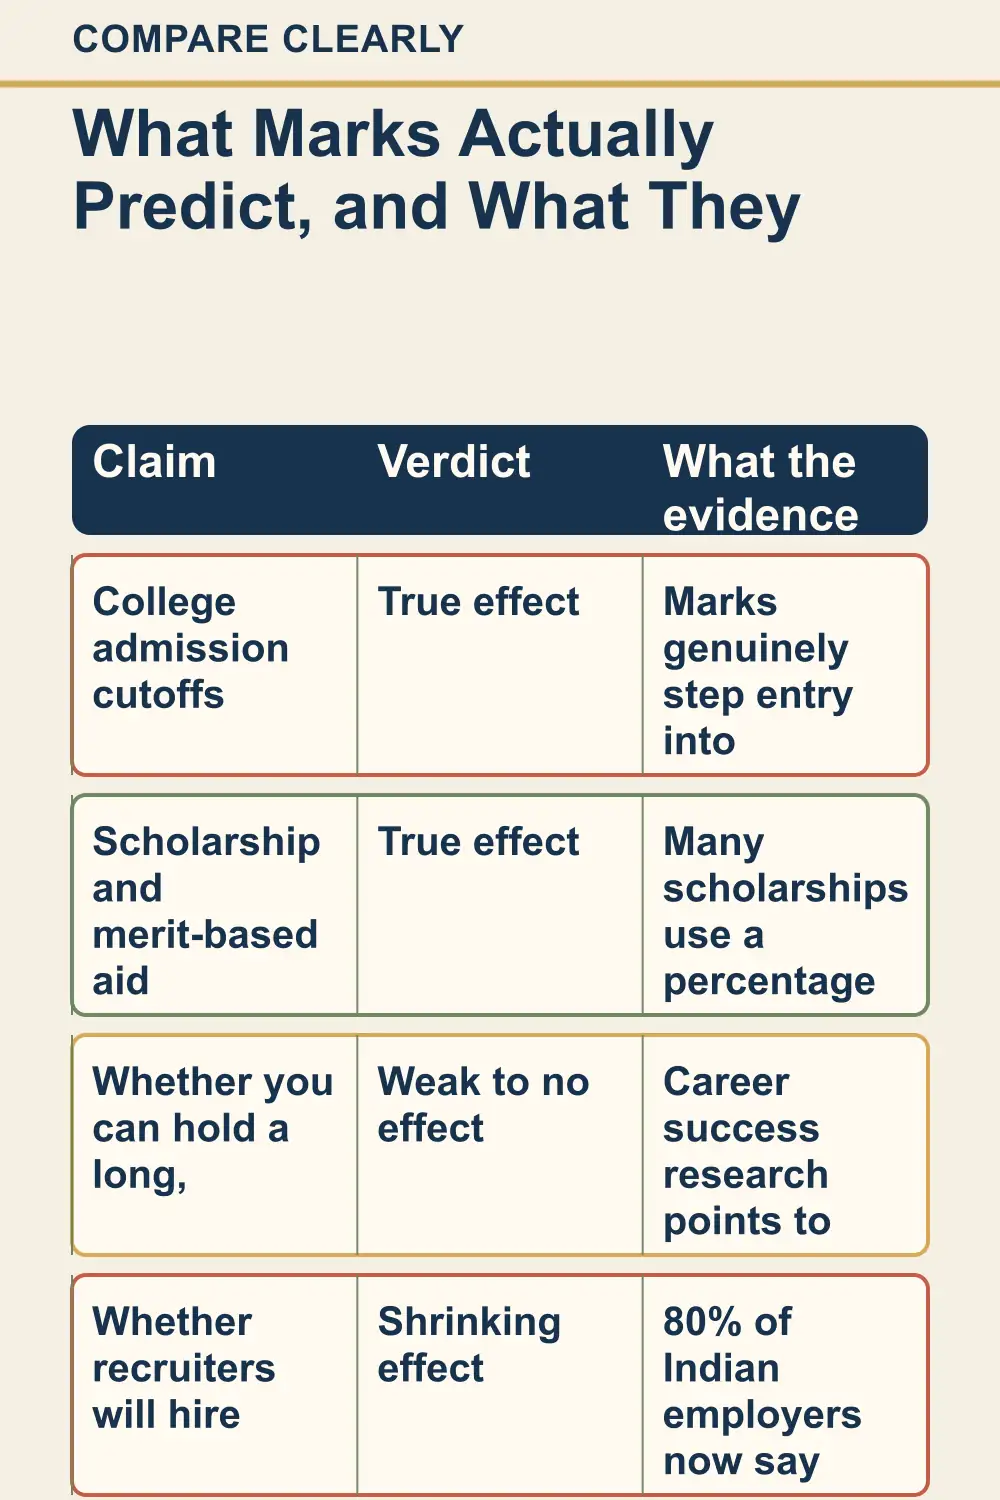 COMPARE CLEARLY
What Marks Actually
Predict, and What They
Claim
Verdict
What the
evidence
College
admission
cutoffs
True effect
Marks
genuinely
step entry
into
Scholarship
and
merit-based
aid
True effect
Many
scholarships
use a
percentage
Whether you
can hold a
long,
Weak to no
effect
Career
success
research
points to
Whether
recruiters
will hire
Shrinking
effect
80% of
Indian
employers
now say